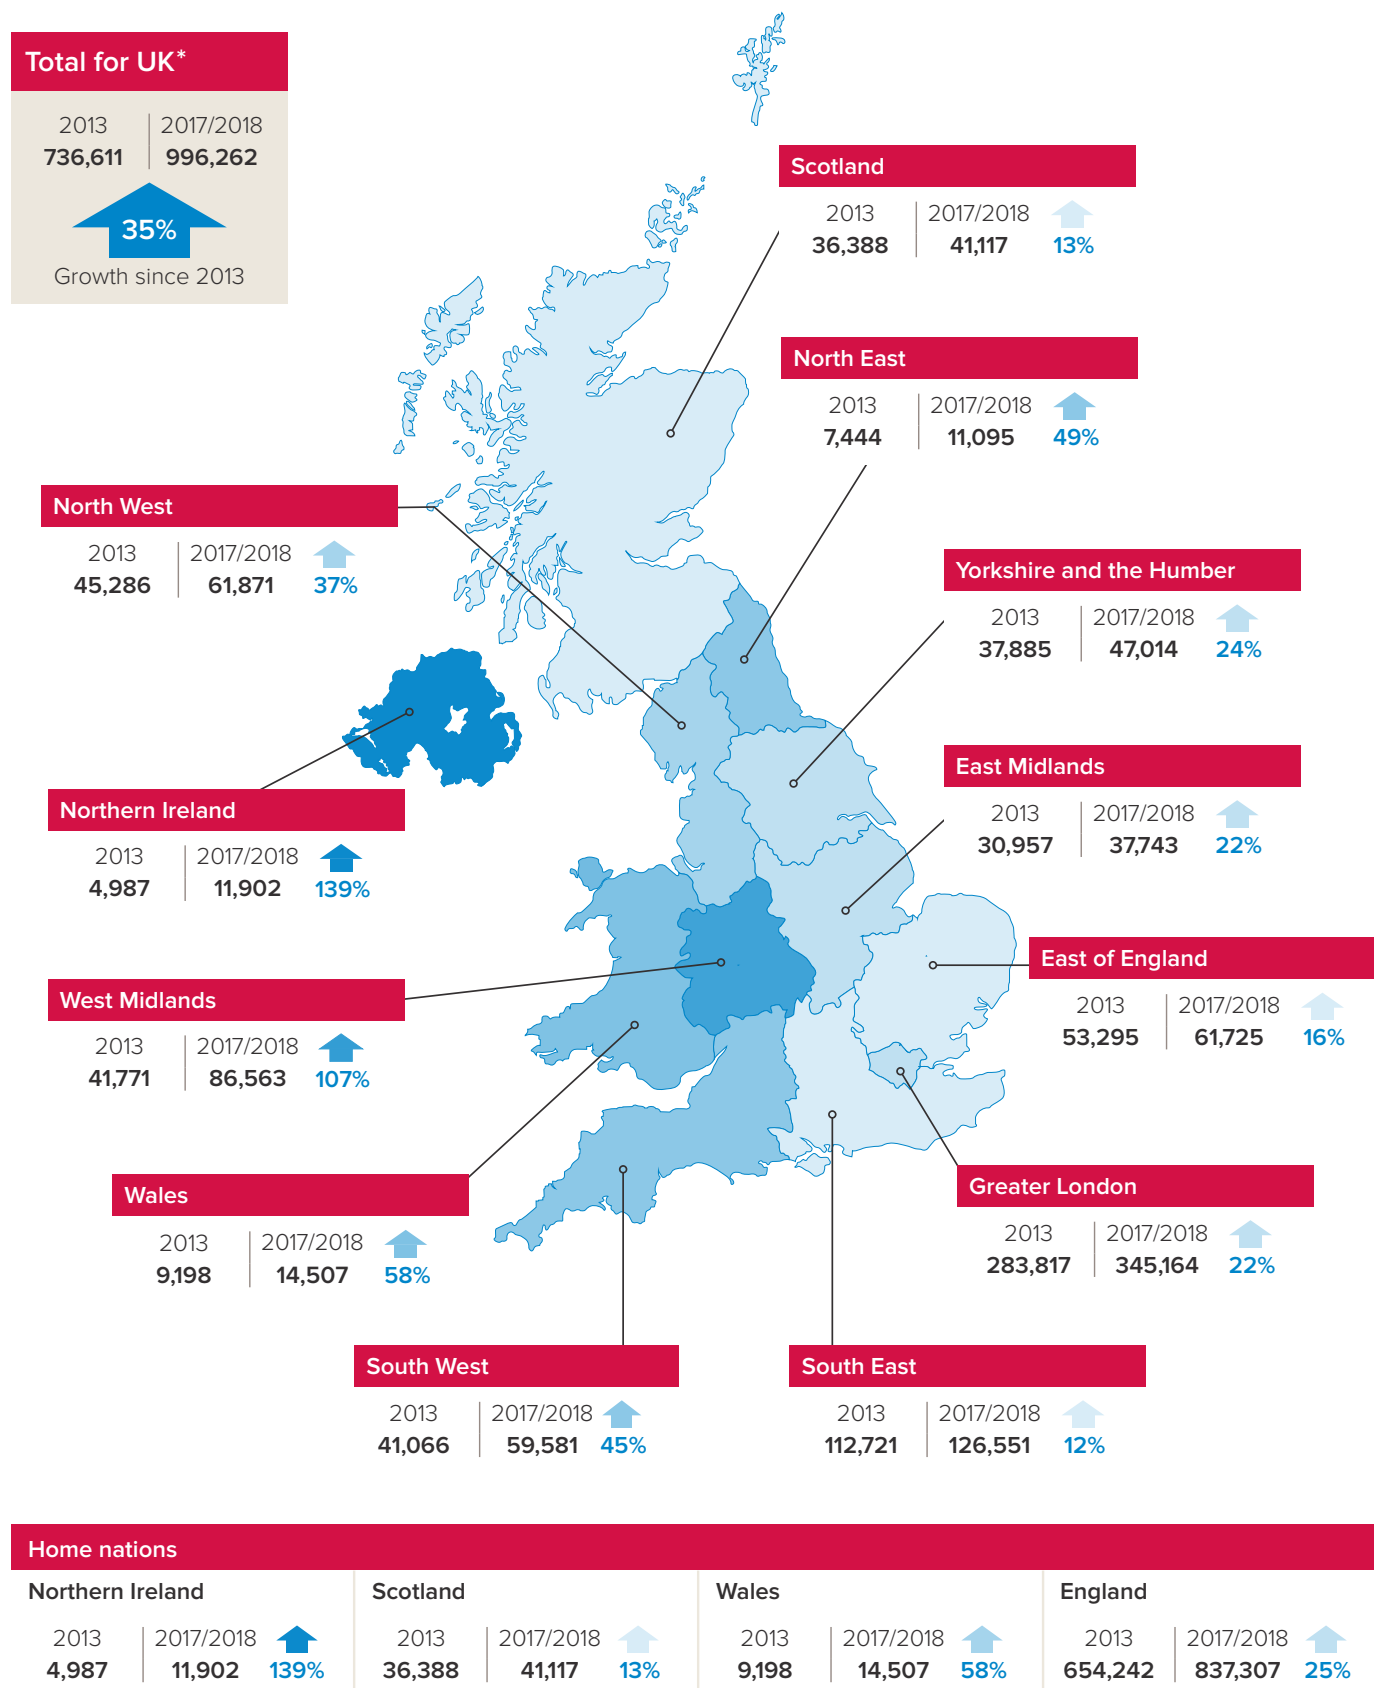 Total for UK*
2013 2017/2018
736,611 996,262
35%
Growth since 2013
Scotland
2013 2017/2018
36,388 41,117 13%
North East
2013 2017/2018
7,444 11,095 49%
North West
2013 2017/2018
45,286 61,871 37%
Yorkshire and the Humber
2013 2017/2018
37,885 47,014 24%
Northern Ireland
2013 2017/2018
4,987 11,902 139%
East Midlands
2013 2017/2018
30,957 37,743 22%
East of England
2013 2017/2018
53,295 61,725 16%
West Midlands
2013 2017/2018
41,771 86,563 107%
Wales
2013 2017/2018
9,198 14,507 58%
Greater London
2013 2017/2018
283,817 345,164 22%
South West
2013 2017/2018
41,066 59,581 45%
South East
2013 2017/2018
112,721 126,551 12%
Home nations
Northern Ireland Scotland Wales England
2013 2017/2018 2013 2017/2018 2013 2017/2018 2013 2017/2018
4,987 11,902 139% 36,388 41,117 13% 9,198 14,507 58% 654,242 837,307 25%